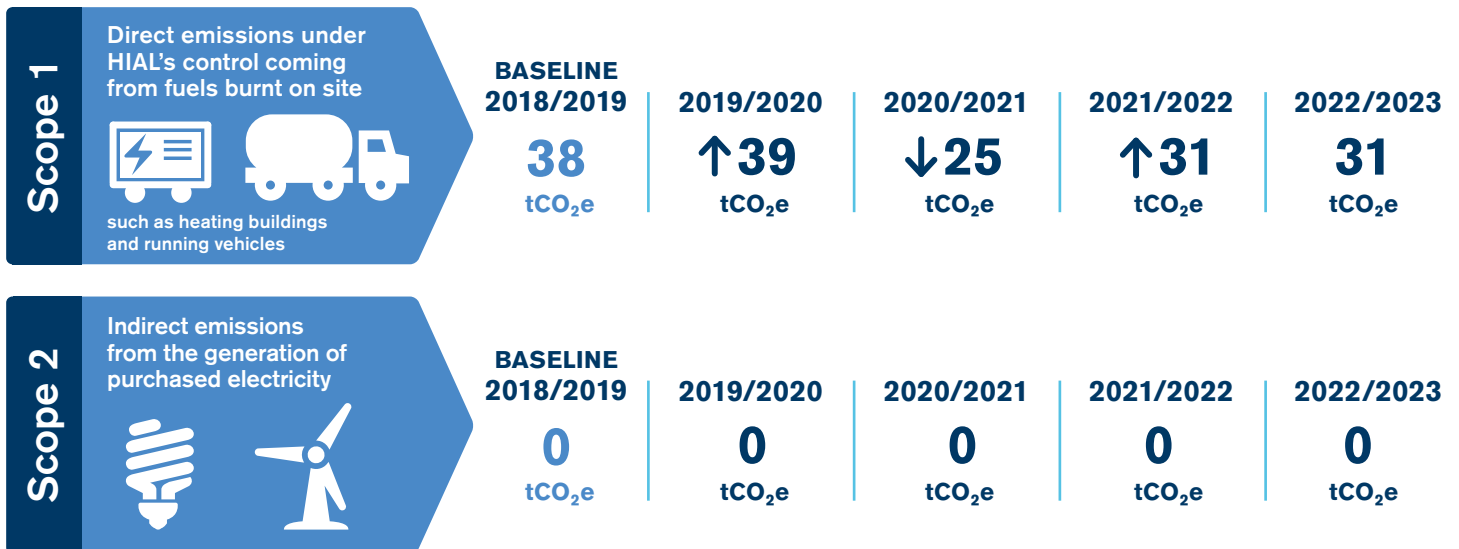 Scope 1
Direct emissions under
HIAL's control coming
from fuels burnt on site
such as heating buildings
and running vehicles
BASELINE
2018/2019
38
tCO₂e
2019/2020
↑39
tCO₂e
2020/2021
↓25
tCO₂e
2021/2022
↑31
tCO₂e
2022/2023
31
tCO₂e
Scope 2
Indirect emissions
from the generation of
purchased electricity
BASELINE
2018/2019
0
tCO₂e
2019/2020
0
tCO₂e
2020/2021
0
tCO₂e
2021/2022
0
tCO₂e
2022/2023
0
tCO₂e